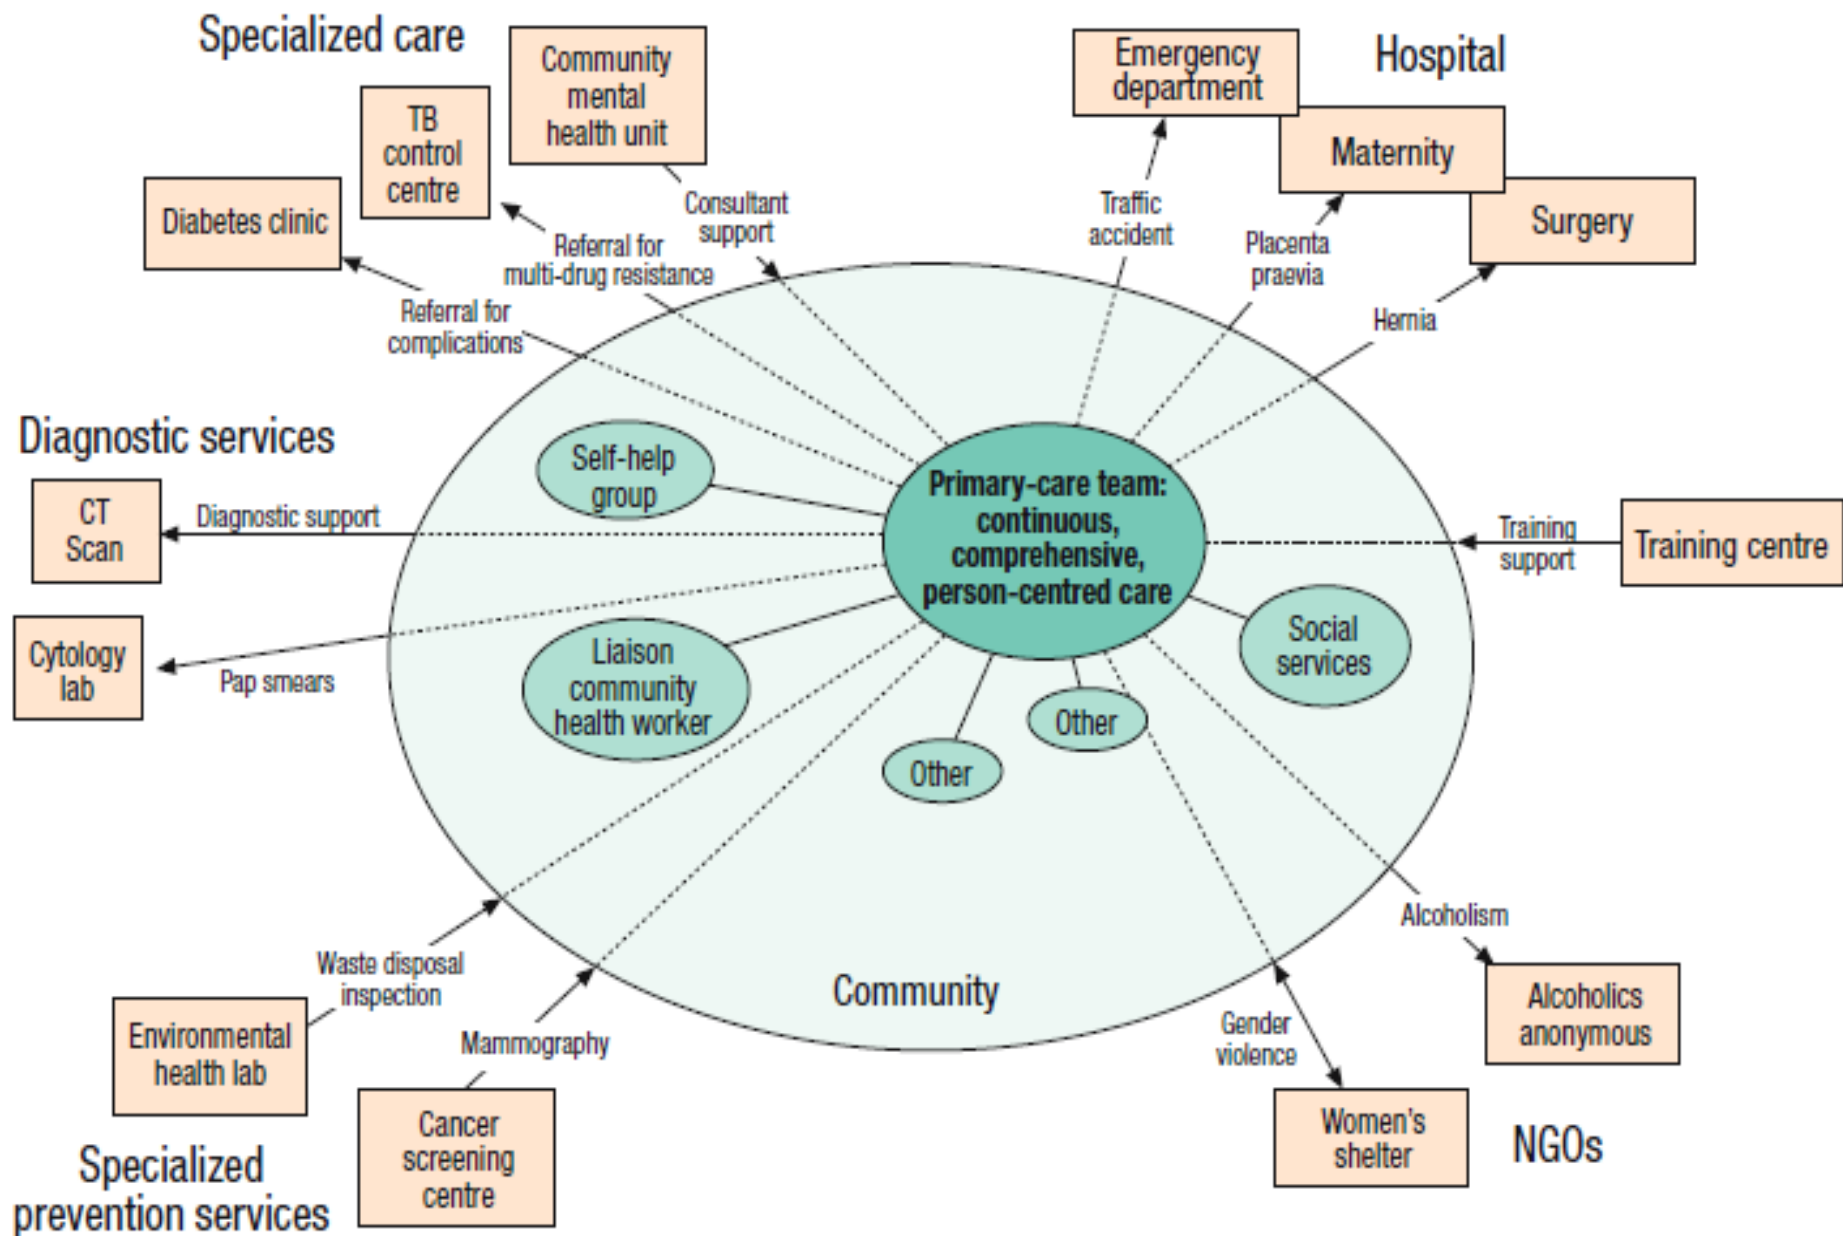 Specialized care
Community
mental
health unit
TB
control
centre
Diabetes clinic
Consultant
support
Referral for
multi-drug resistance
Referral for
complications
Emergency
department
Hospital
Maternity
Surgery
Traffic
accident
Placenta
praevia
Hernia
Diagnostic services
CT
Scan
Diagnostic support
Cytology
lab
Pap smears
Self-help
group
Primary-care team:
continuous,
comprehensive,
person-centred care
Training
support
Training centre
Liaison
community
health worker
Other
Other
Social
services
Community
Waste disposal
inspection
Environmental
health lab
Mammography
Cancer
screening
centre
Specialized
prevention services
Alcoholism
Alcoholics
anonymous
Gender
violence
Women's
shelter
NGOs